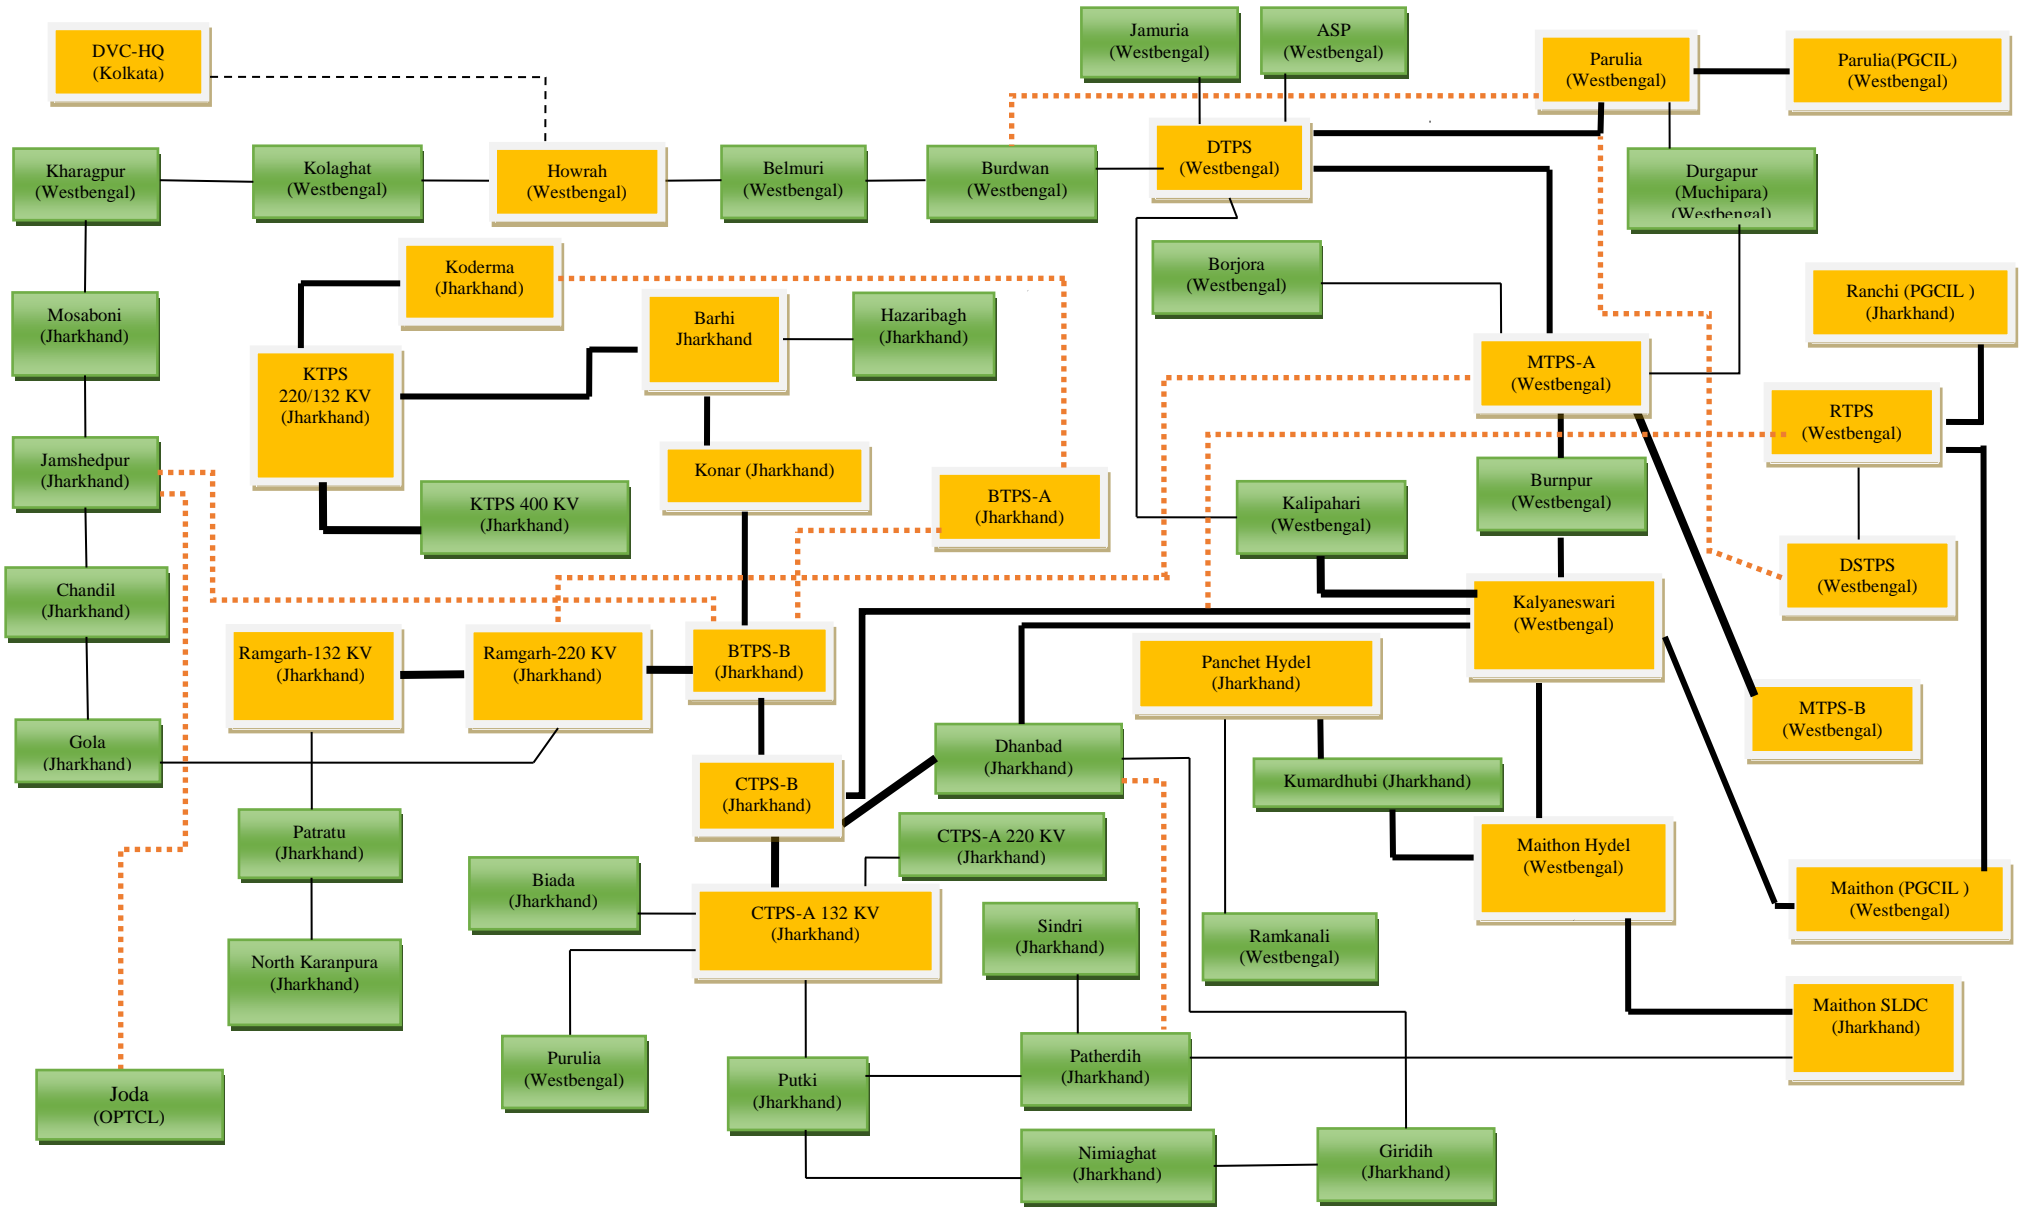 DVC-HQ
(Kolkata)
Jamuria
(Westbengal)
ASP
(Westbengal)
Parulia
(Westbengal)
Parulia(PGCIL)
(Westbengal)
Kharagpur
(Westbengal)
Kolaghat
(Westbengal)
Howrah
(Westbengal)
Belmuri
(Westbengal)
Burdwan
(Westbengal)
DTPS
(Westbengal)
Durgapur
(Muchipara)
(Westbengal)
Koderma
(Jharkhand)
Borjora
(Westbengal)
Ranchi (PGCIL )
(Jharkhand)
Mosaboni
(Jharkhand)
Barhi
Jharkhand
Hazaribagh
(Jharkhand)
KTPS
220/132 KV
(Jharkhand)
MTPS-A
(Westbengal)
RTPS
(Westbengal)
Jamshedpur
(Jharkhand)
Konar (Jharkhand)
KTPS 400 KV
(Jharkhand)
BTPS-A
(Jharkhand)
Kalipahari
(Westbengal)
Burnpur
(Westbengal)
DSTPS
(Westbengal)
Chandil
(Jharkhand)
Kalyaneswari
(Westbengal)
Ramgarh-132 KV
(Jharkhand)
Ramgarh-220 KV
(Jharkhand)
BTPS-B
(Jharkhand)
Panchet Hydel
(Jharkhand)
MTPS-B
(Westbengal)
Gola
(Jharkhand)
CTPS-B
(Jharkhand)
Dhanbad
(Jharkhand)
Kumardhubi (Jharkhand)
Patratu
(Jharkhand)
CTPS-A 220 KV
(Jharkhand)
Maithon Hydel
(Westbengal)
Biada
(Jharkhand)
CTPS-A 132 KV
(Jharkhand)
Maithon (PGCIL )
(Westbengal)
Sindri
(Jharkhand)
Ramkanali
(Westbengal)
North Karanpura
(Jharkhand)
Maithon SLDC
(Jharkhand)
Purulia
(Westbengal)
Putki
(Jharkhand)
Patherdih
(Jharkhand)
Joda
(OPTCL)
Nimiaghat
(Jharkhand)
Giridih
(Jharkhand)